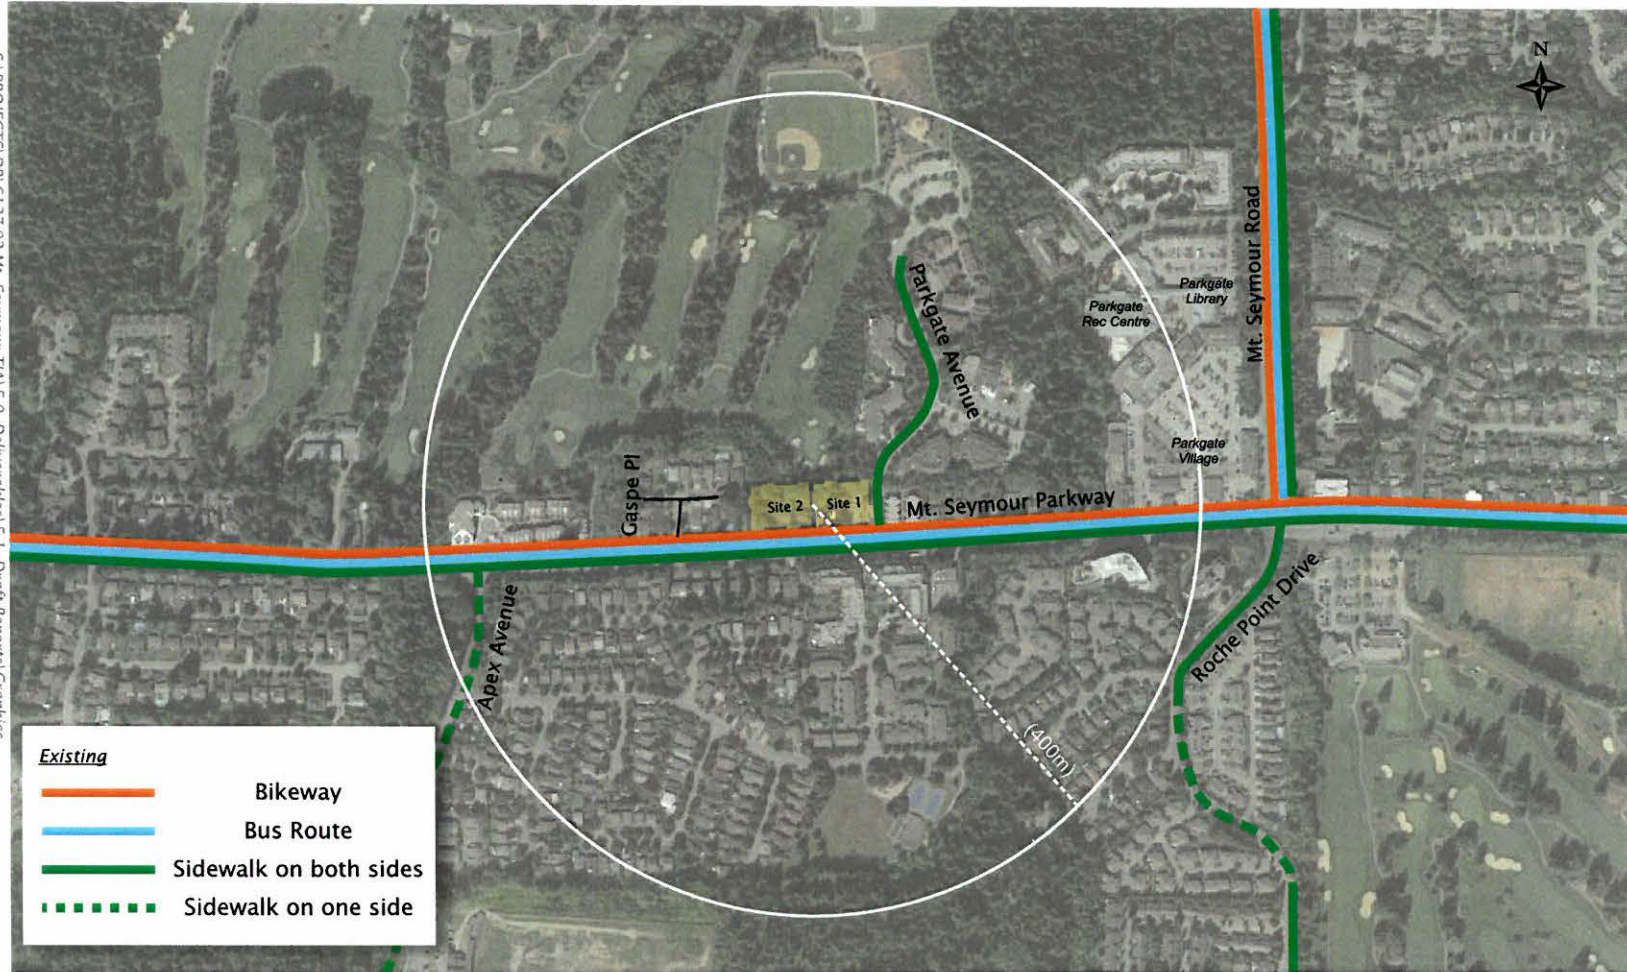 N
Mt. Seymour Road
Parkgate
Library
Parkgate
Rec Centre
Parkgate Avenue
Parkgate
Village
Gaspe Pl
Site 2
Site 1
Mt. Seymour Parkway
Apex Avenue
Roche Point Drive
(400m)
Existing
Bikeway
Bus Route
Sidewalk on both sides
Sidewalk on one side